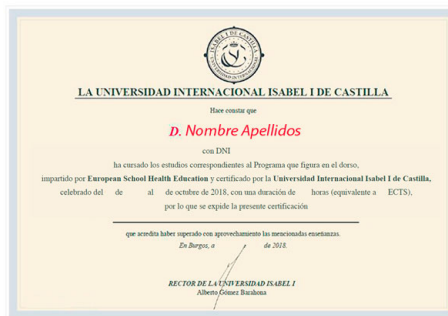 ISABEL I DE CASTILLA
LA UNIVERSIDAD INTERNACIONAL ISABEL I DE CASTILLA
Hace constar que
D. Nombre Apellidos
con DNI
ha cursado los estudios correspondientes al Programa que figura en el dorso,
impartido por European School Health Education y certificado por la Universidad Internacional Isabel I de Castilla,
celebrado del de al de octubre de 2018, con una duración de horas (equivalente a ECTS),
por lo que se expide la presente certificación
que acredita haber superado con aprovechamiento las mencionadas enseñanzas.
En Burgos, a de 2018.
RECTOR DE LA UNIVERSIDAD ISABEL I
Alberto Gómez Barahona